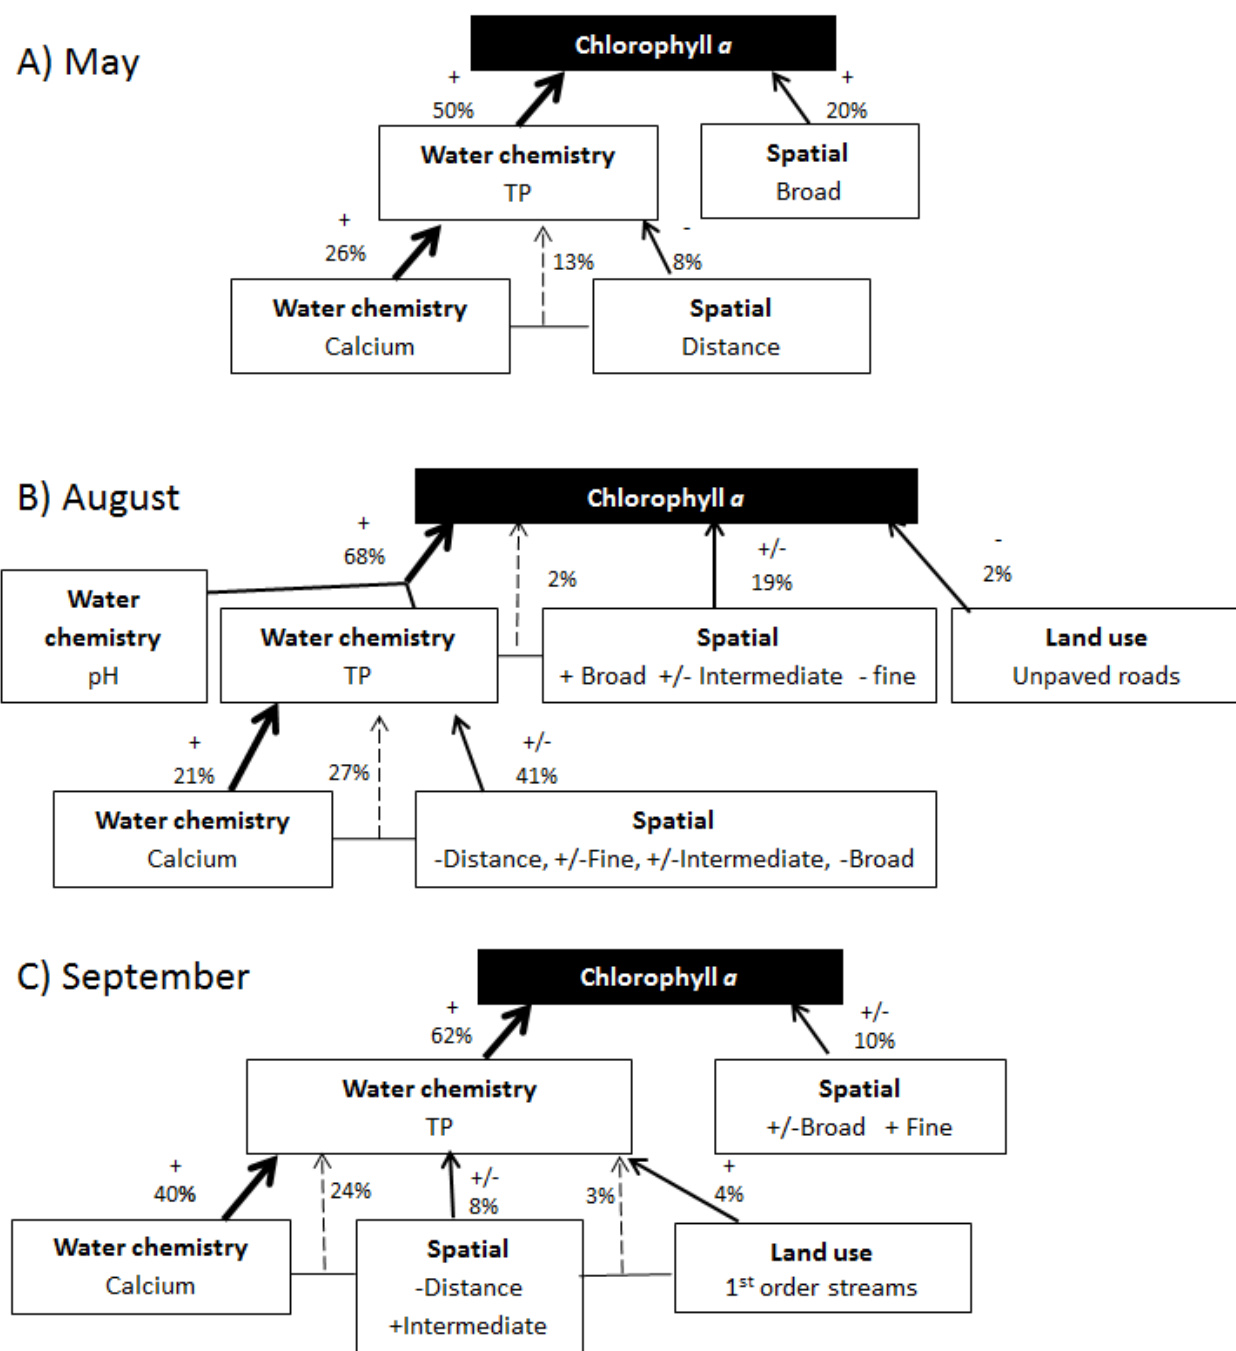 A) May
Chlorophyll a
+
50%
+
20%
Water chemistry
TP
Spatial
Broad
+
26%
13%
-
8%
Water chemistry
Calcium
Spatial
Distance
B) August
Chlorophyll a
+
68%
2%
+/-
19%
-
2%
Water
chemistry
pH
Water chemistry
TP
Spatial
+ Broad +/- Intermediate - fine
Land use
Unpaved roads
+
21%
27%
+/-
41%
Water chemistry
Calcium
Spatial
-Distance, +/-Fine, +/-Intermediate, -Broad
C) September
Chlorophyll a
+
62%
+/-
10%
Water chemistry
TP
Spatial
+/-Broad + Fine
+
40%
24%
+/-
8%
3%
+
4%
Water chemistry
Calcium
Spatial
-Distance
+Intermediate
Land use
1st order streams